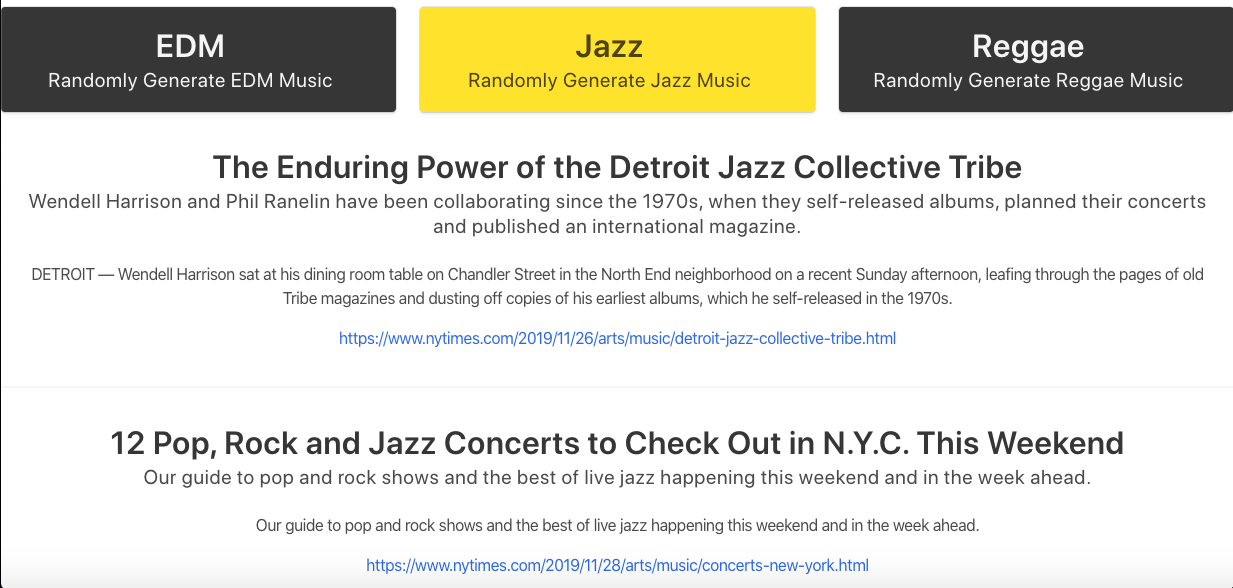 EDM
Randomly Generate EDM Music
Jazz
Randomly Generate Jazz Music
Reggae
Randomly Generate Reggae Music
The Enduring Power of the Detroit Jazz Collective Tribe
Wendell Harrison and Phil Ranelin have been collaborating since the 1970s, when they self-released albums, planned their concerts
and published an international magazine.
DETROIT — Wendell Harrison sat at his dining room table on Chandler Street in the North End neighborhood on a recent Sunday afternoon, leafing through the pages of old
Tribe magazines and dusting off copies of his earliest albums, which he self-released in the 1970s.
https://www.nytimes.com/2019/11/26/arts/music/detroit-jazz-collective-tribe.html
12 Pop, Rock and Jazz Concerts to Check Out in N.Y.C. This Weekend
Our guide to pop and rock shows and the best of live jazz happening this weekend and in the week ahead.
Our guide to pop and rock shows and the best of live jazz happening this weekend and in the week ahead.
https://www.nytimes.com/2019/11/28/arts/music/concerts-new-york.html